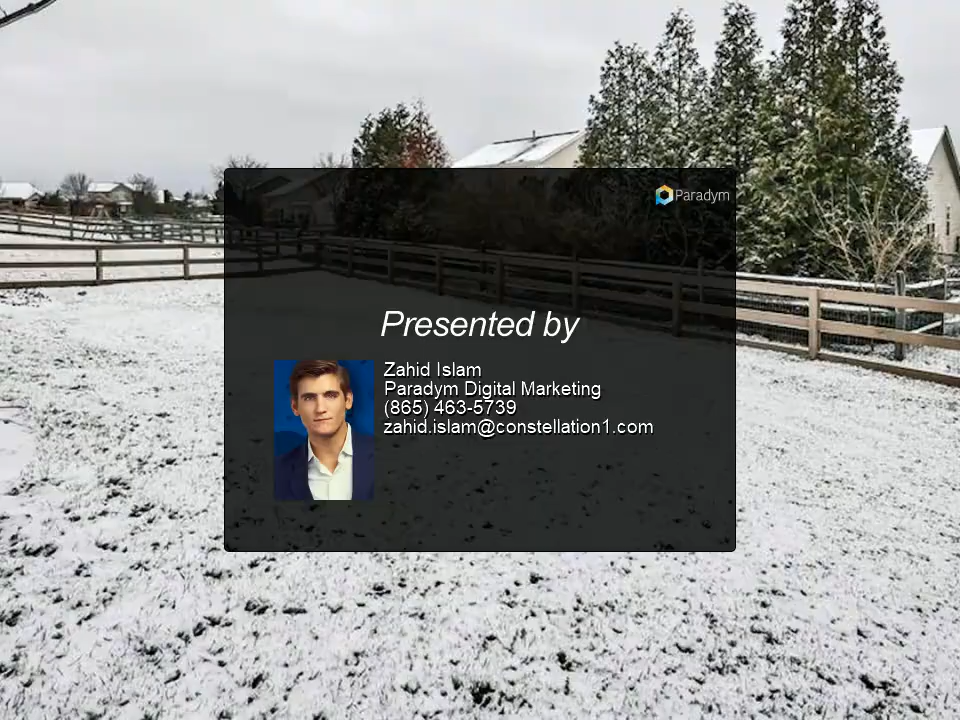 Paradym
Presented by
Zahid Islam
Paradym Digital Marketing
(865) 463-5739
zahid.islam@constellation1.com